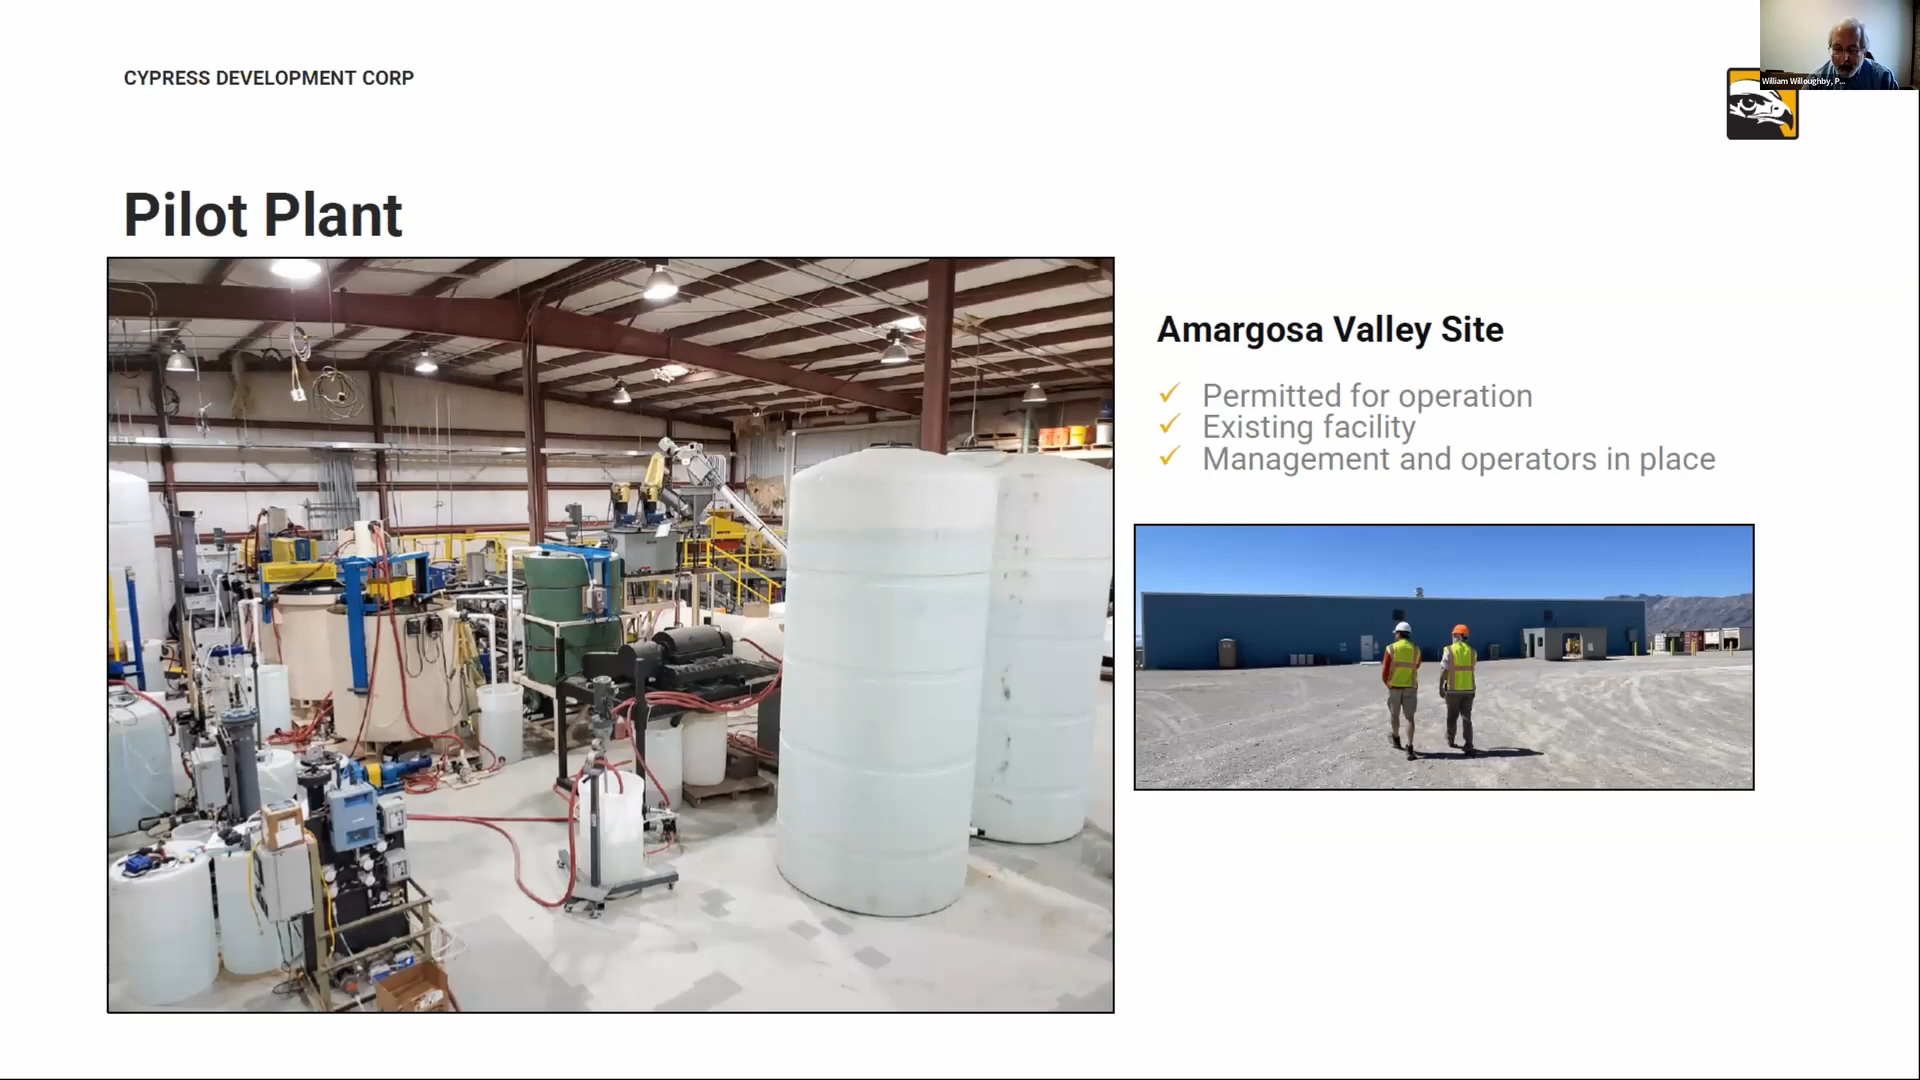 CYPRESS DEVELOPMENT CORP
William Willoughby, P...
Pilot Plant
Amargosa Valley Site
Permitted for operation
Existing facility
Management and operators in place